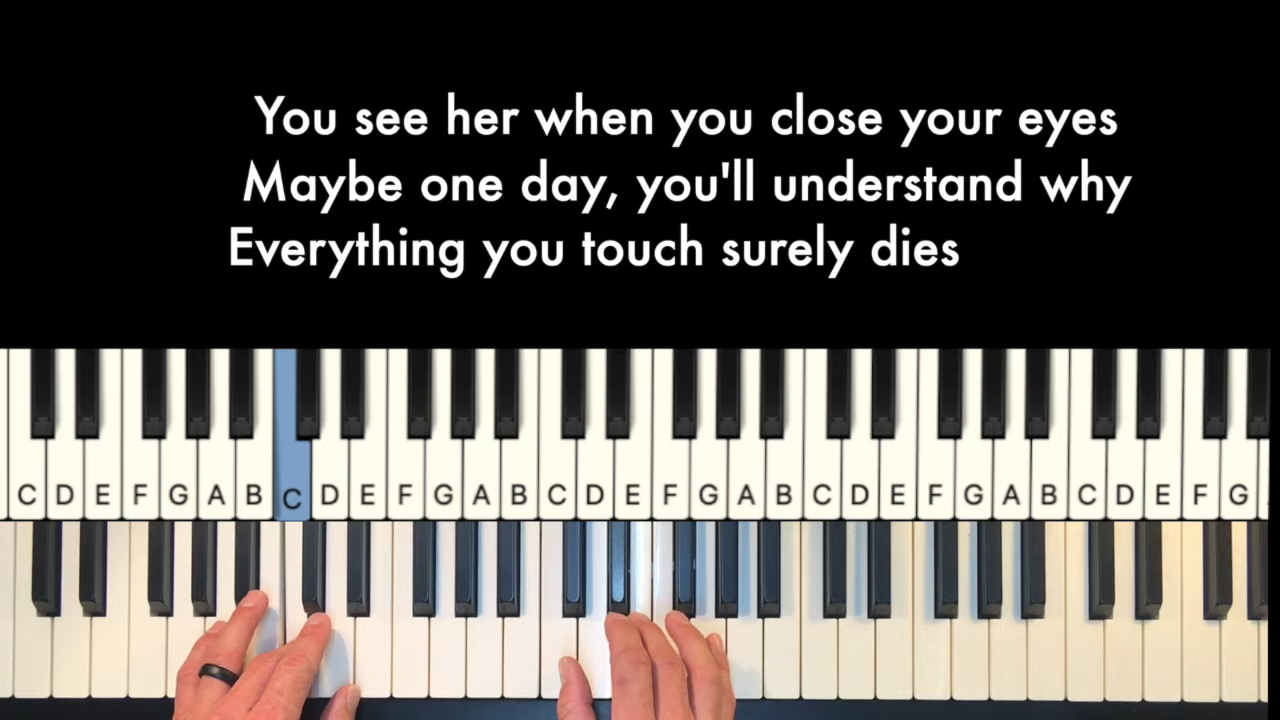 You see her when you close your eyes
Maybe one day, you'll understand why
Everything you touch surely dies
C D E F G A B C D E F G A B C D E F G A B C D E F G A B C D E F G